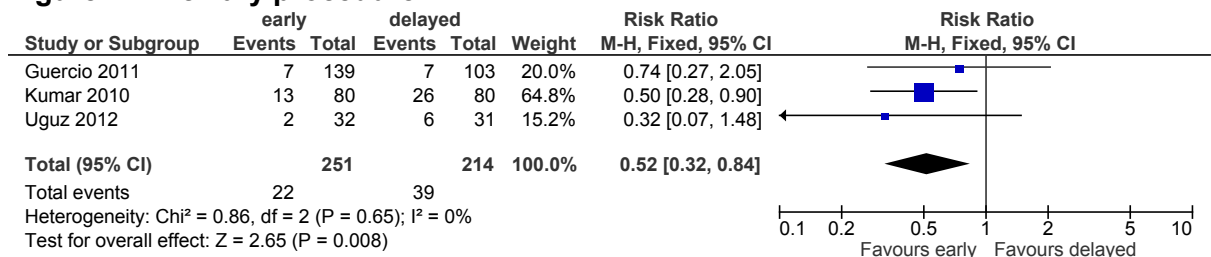 early delayed Risk Ratio Risk Ratio
Study or Subgroup Events Total Events Total Weight M-H, Fixed, 95% CI M-H, Fixed, 95% CI
Guercio 2011 7 139 7 103 20.0% 0.74 [0.27, 2.05]
Kumar 2010 13 80 26 80 64.8% 0.50 [0.28, 0.90]
Uguz 2012 2 32 6 31 15.2% 0.32 [0.07, 1.48]
Total (95% CI) 251 214 100.0% 0.52 [0.32, 0.84]
Total events 22 39
Heterogeneity: Chi² = 0.86, df = 2 (P = 0.65); I² = 0%
Test for overall effect: Z = 2.65 (P = 0.008)
0.1 0.2 0.5 1 2 5 10
Favours early Favours delayed